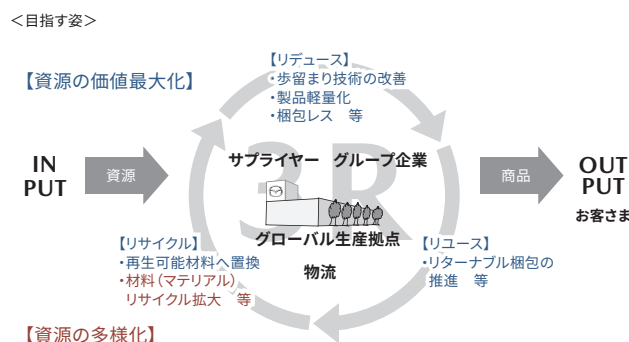 ＜目指す姿＞
【資源の価値最大化】
【リデュース】
・歩留まり技術の改善
・製品軽量化
・梱包レス　等
3R
IN
PUT
資源
サプライヤー　グループ企業
商品
OUT
PUT
お客さま
グローバル生産拠点
物流
【リサイクル】
・再生可能材料へ置換
・材料（マテリアル）
リサイクル拡大　等
【リユース】
・リターナブル梱包の
推進　等
【資源の多様化】